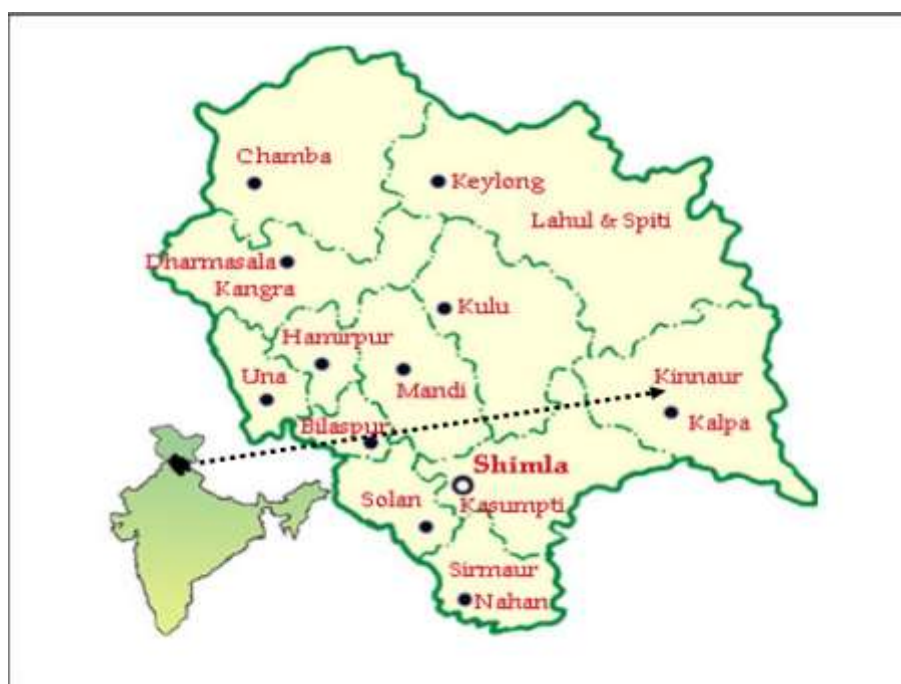 Chamba
Keylong
Lahul & Spiti
Dharmasala
Kangra
Kulu
Hamirpur
Una
Mandi
Kinnaur
Kalpa
Bilaspur
Shimla
Solan
Kasumpti
Sirmaur
Nahan